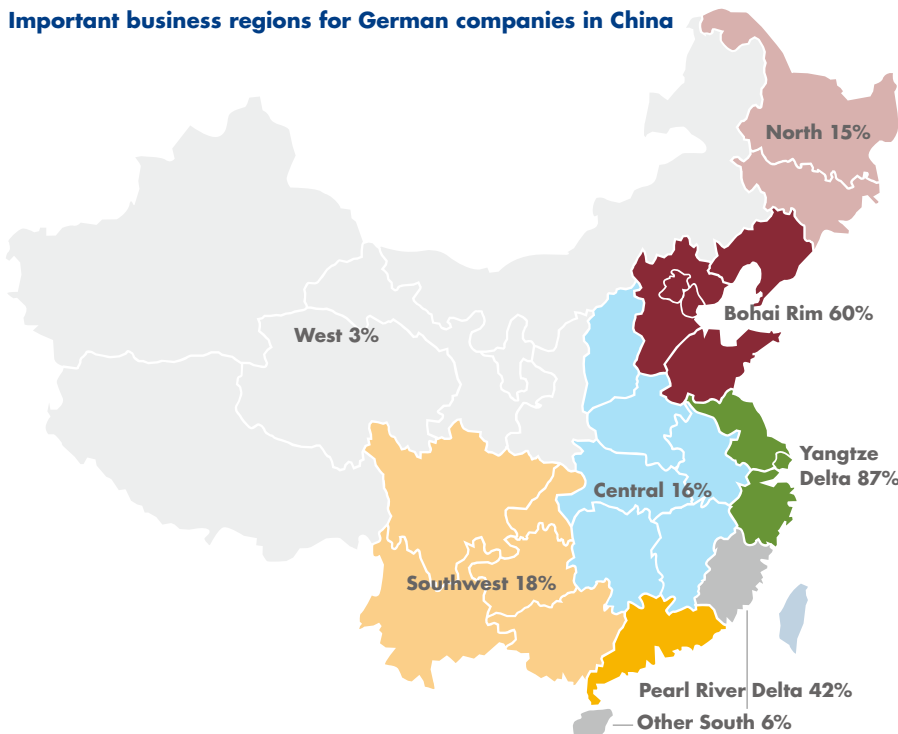 Important business regions for German companies in China
North 15%
Bohai Rim 60%
West 3%
Yangtze
Delta 87%
Central 16%
Southwest 18%
Pearl River Delta 42%
Other South 6%